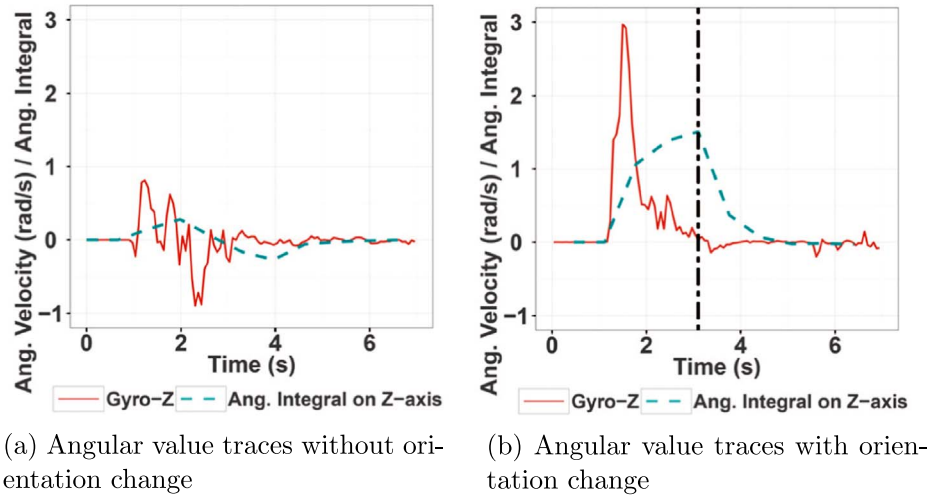 Ang. Velocity (rad/s) / Ang. Integral
3
2
1
0
−1
0 2 4 6
Time (s)
Gyro−Z Ang. Integral on Z−axis
(a) Angular value traces without ori-
entation change
Ang. Velocity (rad/s) / Ang. Integral
3
2
1
0
−1
0 2 4 6
Time (s)
Gyro−Z Ang. Integral on Z−axis
(b) Angular value traces with orien-
tation change